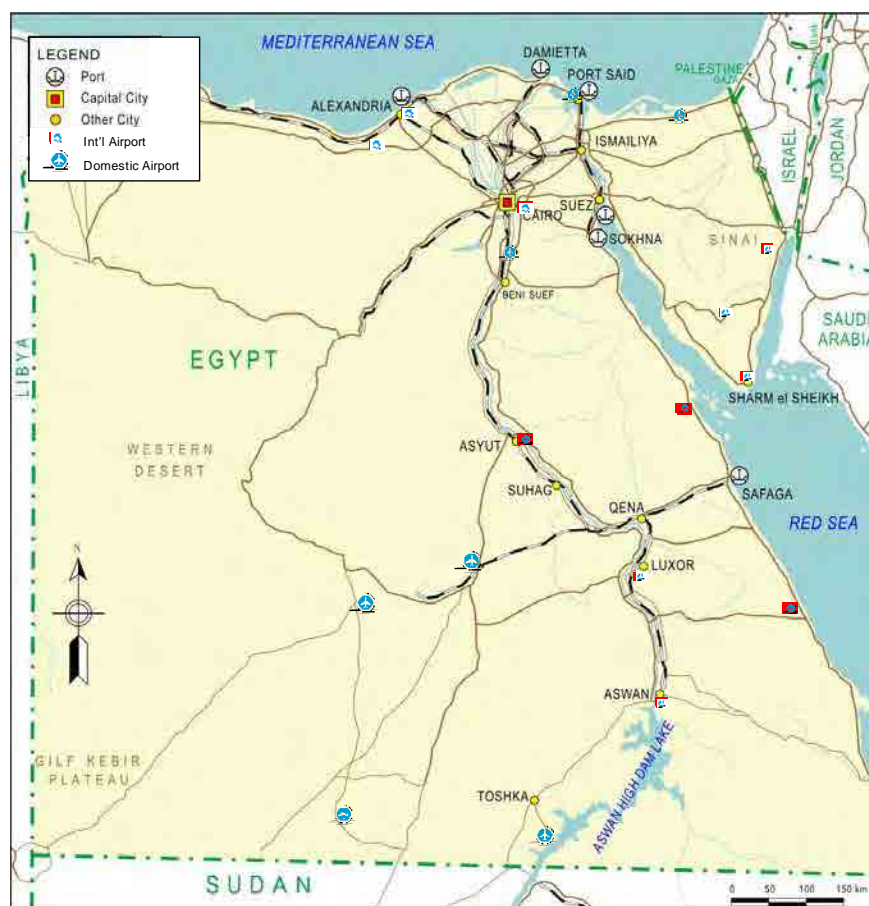 MEDITERRANEAN SEA
LEGEND
Port
Capital City
Other City
Int'l Airport
Domestic Airport
DAMIETTA
PORT SAID
ALEXANDRIA
PALESTINE
GAZA
ISRAEL
JORDAN
ISMAILIYA
SUEZ
CAIRO
SOKHNA
SINAI
BENI SUEF
LIBYA
EGYPT
SAUDI
ARABIA
SHARM el SHEIKH
WESTERN
DESERT
ASYUT
SUHAG
QENA
SAFAGA
RED SEA
LUXOR
N
ASWAN
GILF KEBIR
PLATEAU
TOSHKA
ASWAN HIGH DAM LAKE
SUDAN
0 50 100 150 km